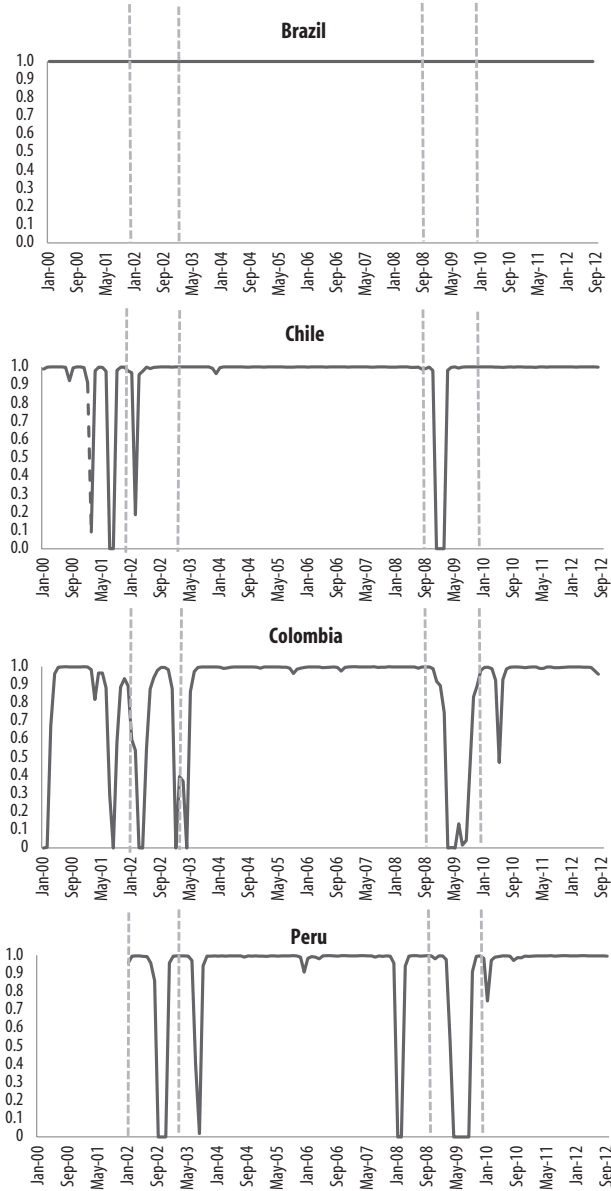 Brazil
1.0
0.9
0.8
0.7
0.6
0.5
0.4
0.3
0.2
0.1
0.0
Jan-00
Sep-00
May-01
Jan-02
Sep-02
May-03
Jan-04
Sep-04
May-05
Jan-06
Sep-06
May-07
Jan-08
Sep-08
May-09
Jan-10
Sep-10
May-11
Jan-12
Sep-12
Chile
1.0
0.9
0.8
0.7
0.6
0.5
0.4
0.3
0.2
0.1
0.0
Jan-00
Sep-00
May-01
Jan-02
Sep-02
May-03
Jan-04
Sep-04
May-05
Jan-06
Sep-06
May-07
Jan-08
Sep-08
May-09
Jan-10
Sep-10
May-11
Jan-12
Sep-12
Colombia
1.0
0.9
0.8
0.7
0.6
0.5
0.4
0.3
0.2
0.1
0
Jan-00
Sep-00
May-01
Jan-02
Sep-02
May-03
Jan-04
Sep-04
May-05
Jan-06
Sep-06
May-07
Jan-08
Sep-08
May-09
Jan-10
Sep-10
May-11
Jan-12
Sep-12
Peru
1.0
0.9
0.8
0.7
0.6
0.5
0.4
0.3
0.2
0.1
0
Jan-00
Sep-00
May-01
Jan-02
Sep-02
May-03
Jan-04
Sep-04
May-05
Jan-06
Sep-06
May-07
Jan-08
Sep-08
May-09
Jan-10
Sep-10
May-11
Jan-12
Sep-12